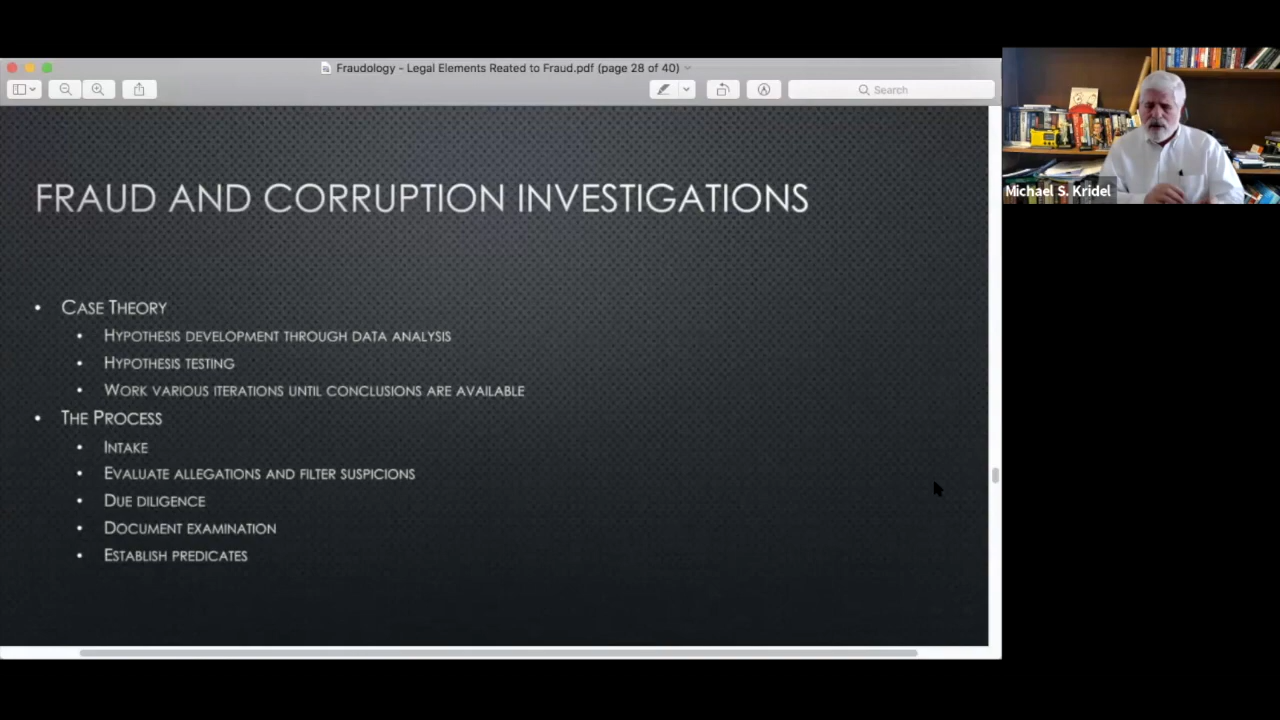 Fraudology - Legal Elements Reated to Fraud.pdf (page 28 of 40)
Search
Michael S. Kridel
FRAUD AND CORRUPTION INVESTIGATIONS
• CASE THEORY
• HYPOTHESIS DEVELOPMENT THROUGH DATA ANALYSIS
• HYPOTHESIS TESTING
• WORK VARIOUS ITERATIONS UNTIL CONCLUSIONS ARE AVAILABLE
• THE PROCESS
• INTAKE
• EVALUATE ALLEGATIONS AND FILTER SUSPICIONS
• DUE DILIGENCE
• DOCUMENT EXAMINATION
• ESTABLISH PREDICATES